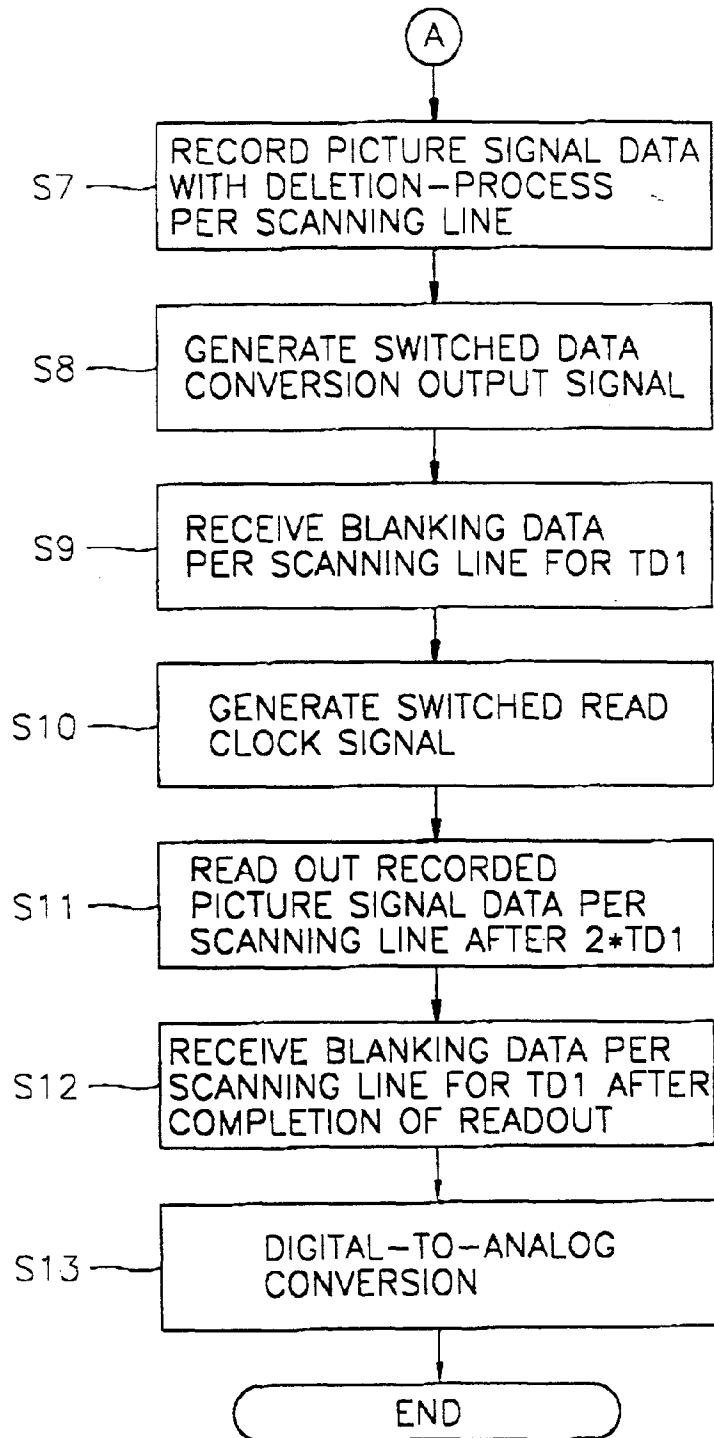 A
S7
RECORD PICTURE SIGNAL DATA
WITH DELETION-PROCESS
PER SCANNING LINE
S8
GENERATE SWITCHED DATA
CONVERSION OUTPUT SIGNAL
S9
RECEIVE BLANKING DATA
PER SCANNING LINE FOR TD1
S10
GENERATE SWITCHED READ
CLOCK SIGNAL
S11
READ OUT RECORDED
PICTURE SIGNAL DATA PER
SCANNING LINE AFTER 2*TD1
S12
RECEIVE BLANKING DATA PER
SCANNING LINE FOR TD1 AFTER
COMPLETION OF READOUT
S13
DIGITAL-TO-ANALOG
CONVERSION
END